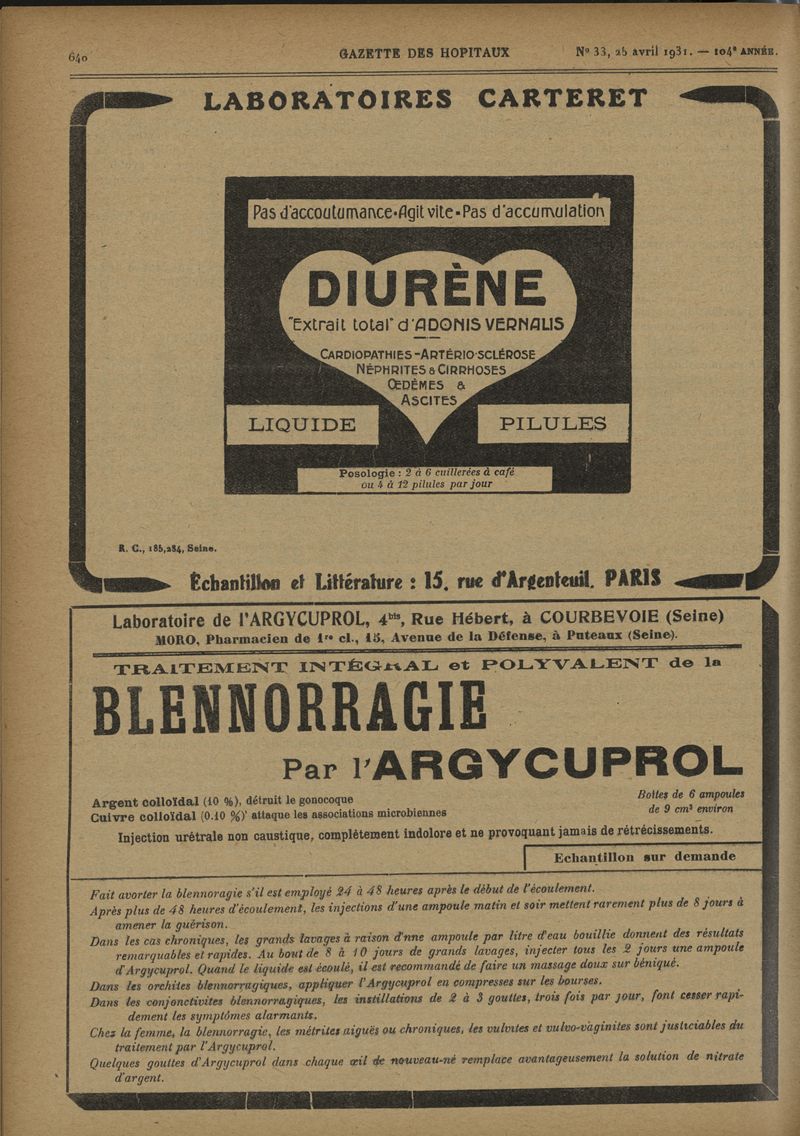 640
GAZETTE DES HOPITAUX
Nº 33, 25 avril 1931. — 104ᵉ ANNÉE.
LABORATOIRES CARTERET
Pas d'accoutumance-Agit vite-Pas d'accumulation
DIURÈNE
"Extrait total" d'ADONIS VERNALIS
CARDIOPATHIES-ARTÉRIO-SCLÉROSE
NÉPHRITES & CIRRHOSES
ŒDÈMES &
ASCITES
LIQUIDE
PILULES
Posologie : 2 à 6 cuillerées à café
ou 4 à 12 pilules par jour
R. C., 185,284, Seine.
Échantillon et Littérature : 15, rue d'Argenteuil, PARIS
Laboratoire de l'ARGYCUPROL, 4bis, Rue Hébert, à COURBEVOIE (Seine)
MORO, Pharmacien de 1re cl., 15, Avenue de la Défense, à Puteaux (Seine).
TRAITEMENT INTÉGRAL et POLYVALENT de la
BLENNORRAGIE
Par l'ARGYCUPROL
Argent colloïdal (10 %), détruit le gonocoque
Cuivre colloïdal (0.10 %) attaque les associations microbiennes
Boîtes de 6 ampoules
de 9 cm³ environ
Injection urétrale non caustique, complètement indolore et ne provoquant jamais de rétrécissements.
Echantillon sur demande
Fait avorter la blennoragie s'il est employé 24 à 48 heures après le début de l'écoulement.
Après plus de 48 heures d'écoulement, les injections d'une ampoule matin et soir mettent rarement plus de 8 jours à
amener la guérison.
Dans les cas chroniques, les grands lavages à raison d'nne ampoule par litre d'eau bouillie donnent des résultats
remarquables et rapides. Au bout de 8 à 10 jours de grands lavages, injecter tous les 2 jours une ampoule
d'Argycuprol. Quand le liquide est écoulé, il est recommandé de faire un massage doux sur béniqué.
Dans les orchites blennorragiques, appliquer l'Argycuprol en compresses sur les bourses.
Dans les conjonctivites blennorragiques, les instillations de 2 à 3 gouttes, trois fois par jour, font cesser rapi-
dement les symptômes alarmants.
Chez la femme, la blennorragie, les métrites aiguës ou chroniques, les vulvites et vulvo-vaginites sont justiciables du
traitement par l'Argycuprol.
Quelques gouttes d'Argycuprol dans chaque œil de nouveau-né remplace avantageusement la solution de nitrate
d'argent.